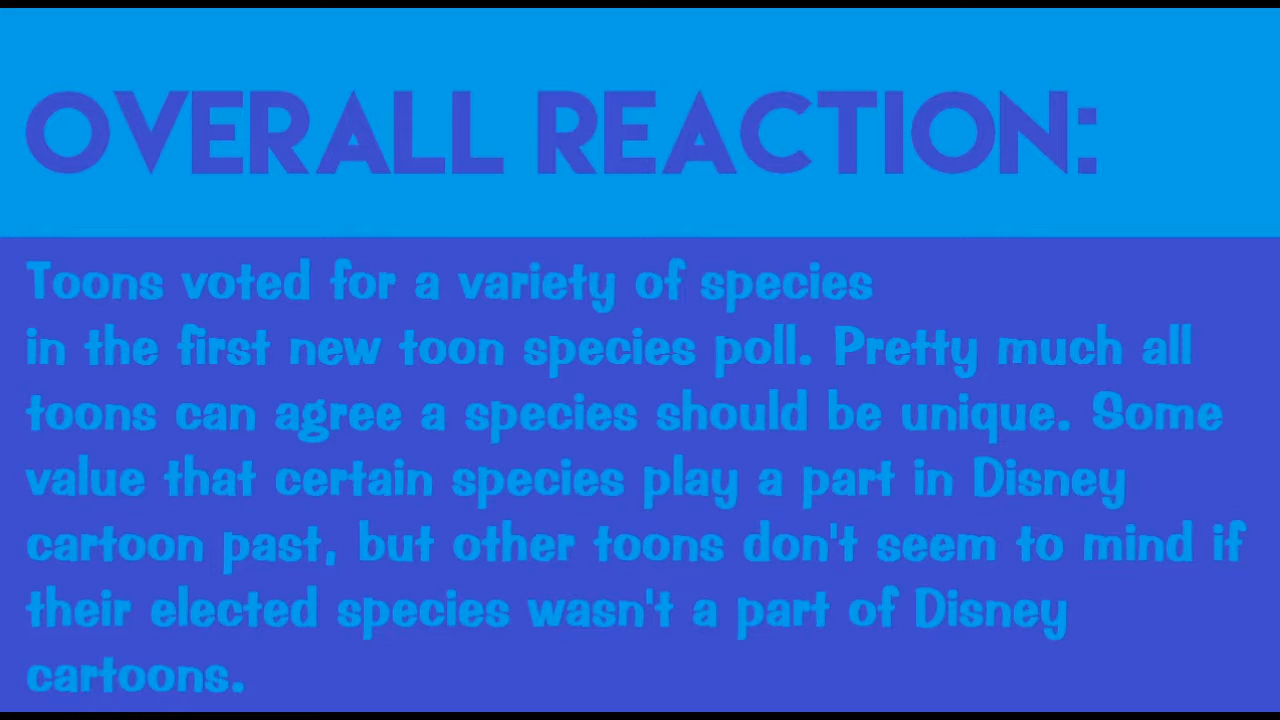 OVERALL REACTION:
Toons voted for a variety of species
in the first new toon species poll. Pretty much all
toons can agree a species should be unique. Some
value that certain species play a part in Disney
cartoon past, but other toons don't seem to mind if
their elected species wasn't a part of Disney
cartoons.